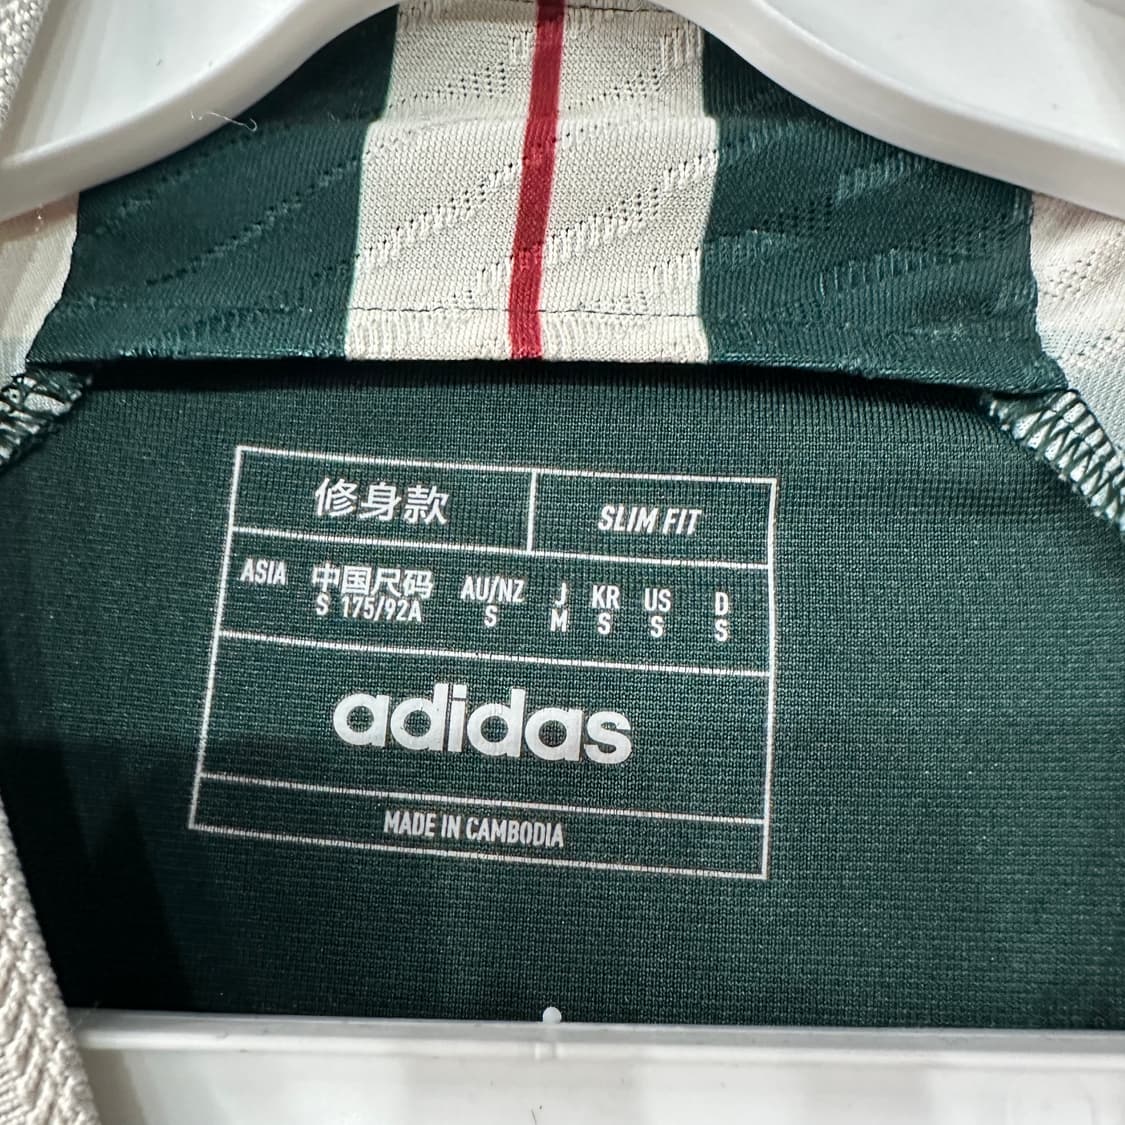 修身款 SLIM FIT
ASIA 中国尺码 AU/NZ J KR US D
S 175/92A S M S S S
adidas
MADE IN CAMBODIA